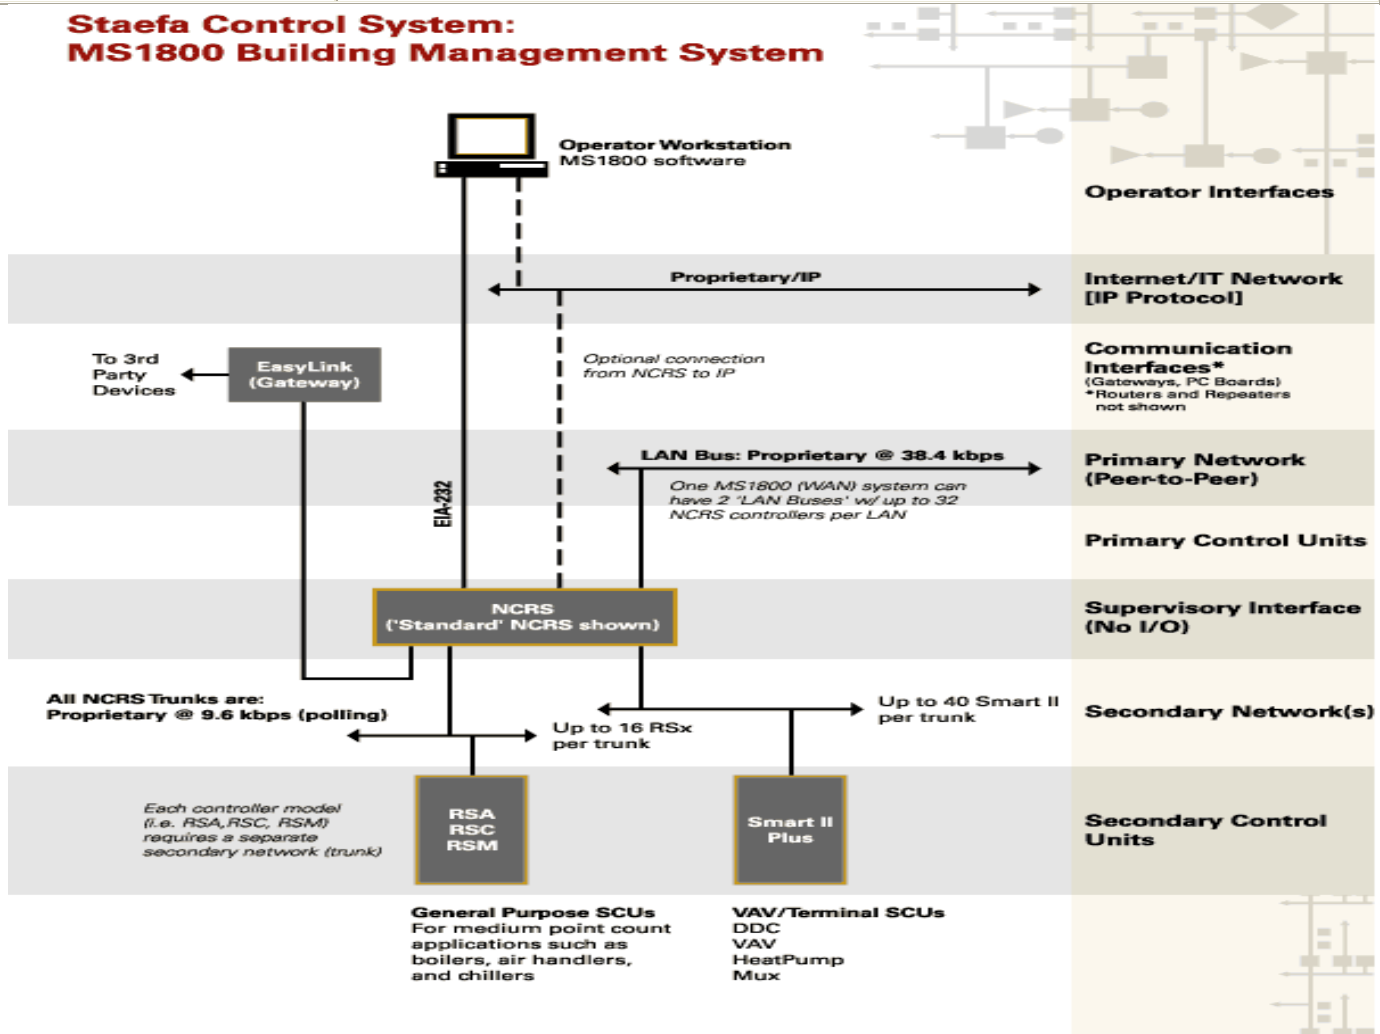 Staefa Control System:
MS1800 Building Management System
Operator Workstation
MS1800 software
Operator Interfaces
Proprietary/IP
Internet/IT Network
[IP Protocol]
To 3rd
Party
Devices
EasyLink
(Gateway)
Optional connection
from NCRS to IP
Communication
Interfaces*
(Gateways, PC Boards)
*Routers and Repeaters
not shown
LAN Bus: Proprietary @ 38.4 kbps
One MS1800 (WAN) system can
have 2 'LAN Buses' w/ up to 32
NCRS controllers per LAN
Primary Network
(Peer-to-Peer)
EIA-232
Primary Control Units
NCRS
('Standard' NCRS shown)
Supervisory Interface
(No I/O)
All NCRS Trunks are:
Proprietary @ 9.6 kbps (polling)
Up to 16 RSx
per trunk
Up to 40 Smart II
per trunk
Secondary Network(s)
Each controller model
(i.e. RSA,RSC, RSM)
requires a separate
secondary network (trunk)
RSA
RSC
RSM
Smart II
Plus
Secondary Control
Units
General Purpose SCUs
For medium point count
applications such as
boilers, air handlers,
and chillers
VAV/Terminal SCUs
DDC
VAV
HeatPump
Mux